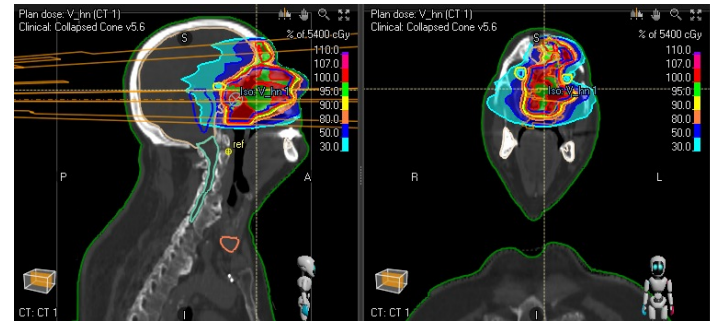 Plan dose: V_hn (CT 1)
Clinical: Collapsed Cone v5.6
S
% of 5400 cGy
110.0
107.0
100.0
95.0
90.0
80.0
50.0
30.0
Iso: V_hn 1
ref
P
A
I
CT: CT 1
Plan dose: V_hn (CT 1)
Clinical: Collapsed Cone v5.6
S
% of 5400 cGy
110.0
107.0
100.0
95.0
90.0
80.0
50.0
30.0
Iso: V_hn 1
R
L
I
CT: CT 1